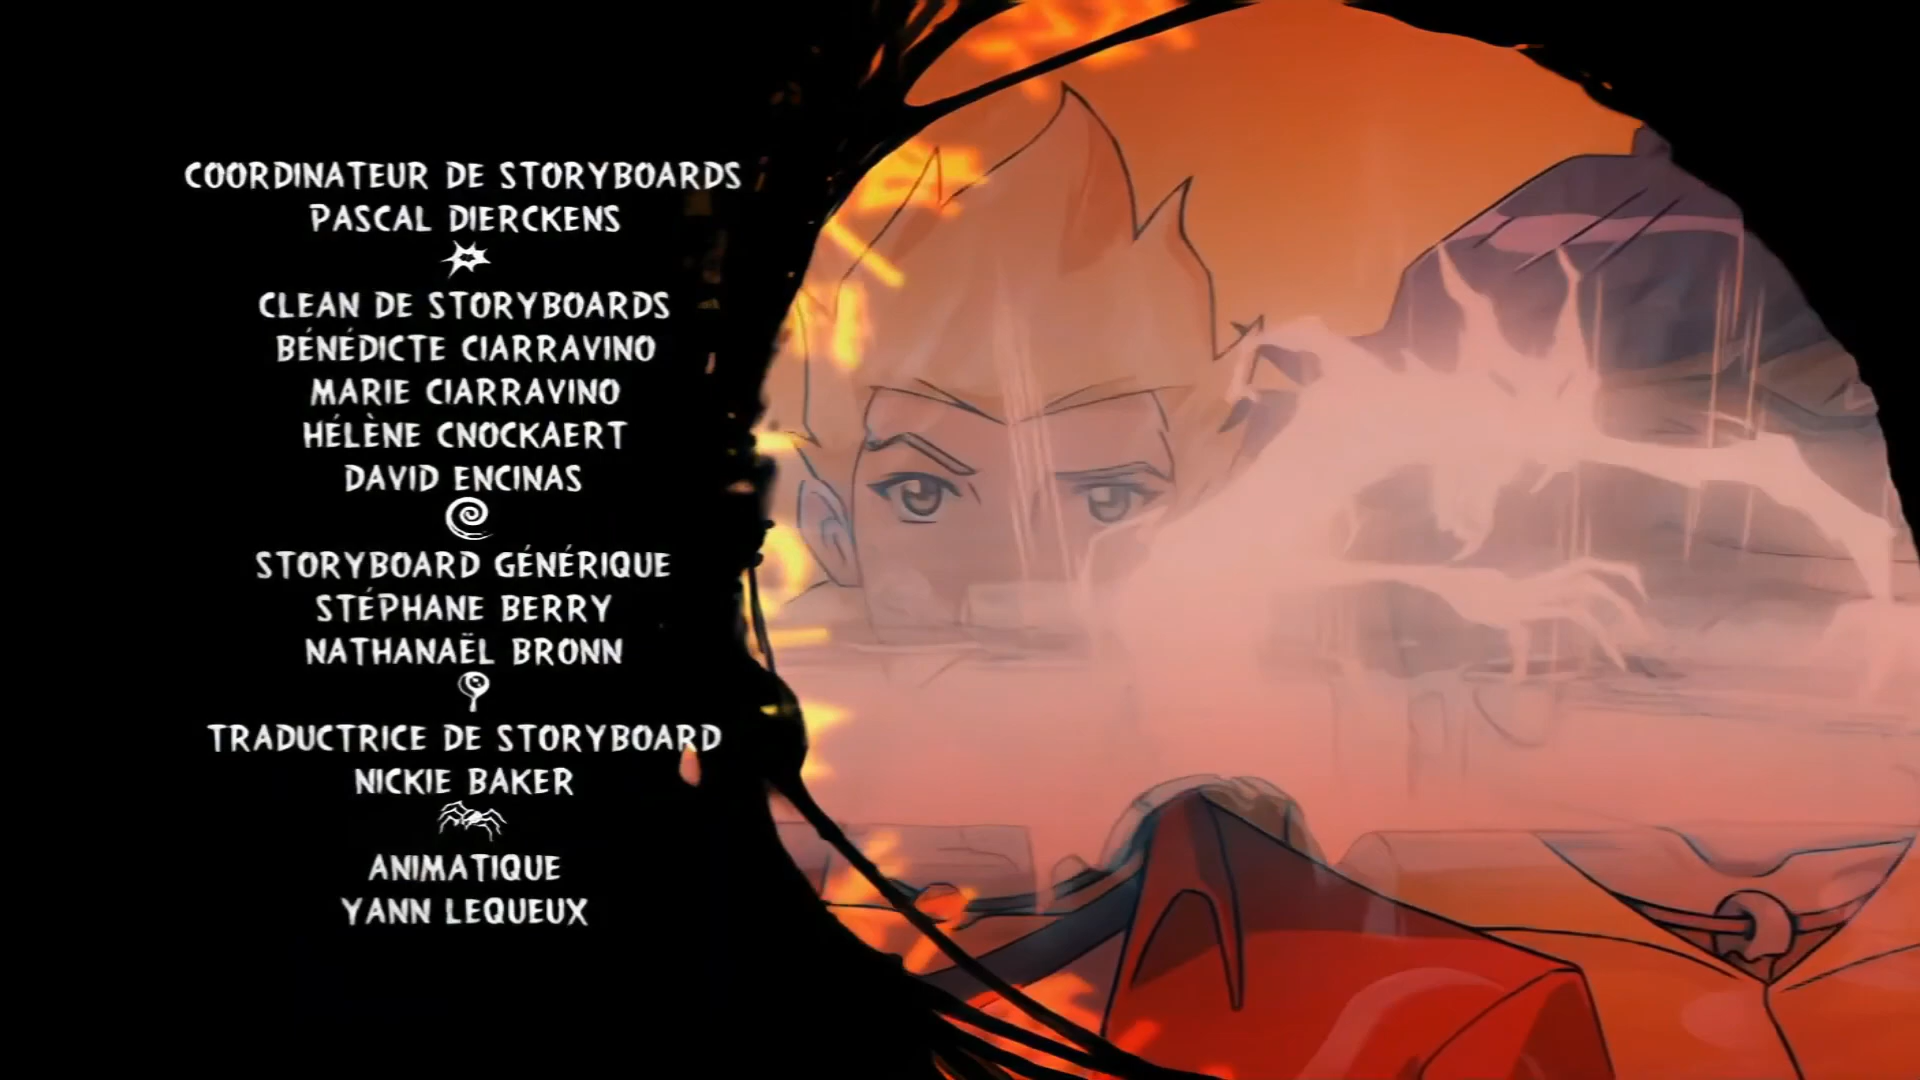 COORDINATEUR DE STORYBOARDS
PASCAL DIERCKENS
CLEAN DE STORYBOARDS
BÉNÉDICTE CIARRAVINO
MARIE CIARRAVINO
HÉLÈNE CNOCKAERT
DAVID ENCINAS
STORYBOARD GÉNÉRIQUE
STÉPHANE BERRY
NATHANAËL BRONN
TRADUCTRICE DE STORYBOARD
NICKIE BAKER
ANIMATIQUE
YANN LEQUEUX